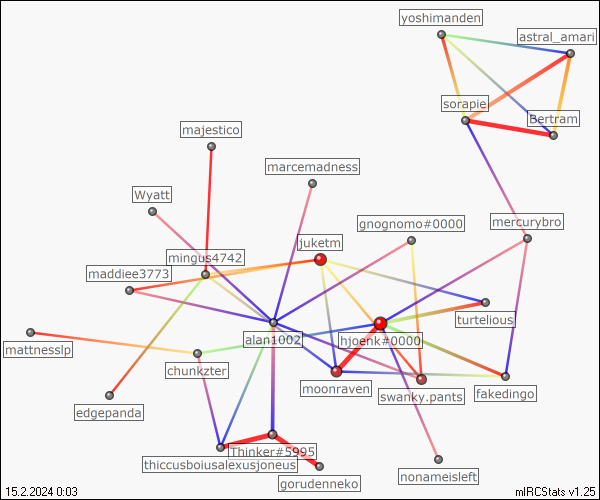 yoshimanden
astral_amari
sorapie
Bertram
majestico
marcemadness
Wyatt
gnognomo#0000
mercurybro
juketm
mingus4742
maddiee3773
turtelious
alan1002
hjoenk#0000
mattnesslp
chunkzter
moonraven
swanky.pants
fakedingo
edgepanda
Thinker#5995
thiccusboiusalexusjoneus
gorudenneko
nonameisleft
15.2.2024 0:03
mIRCStats v1.25